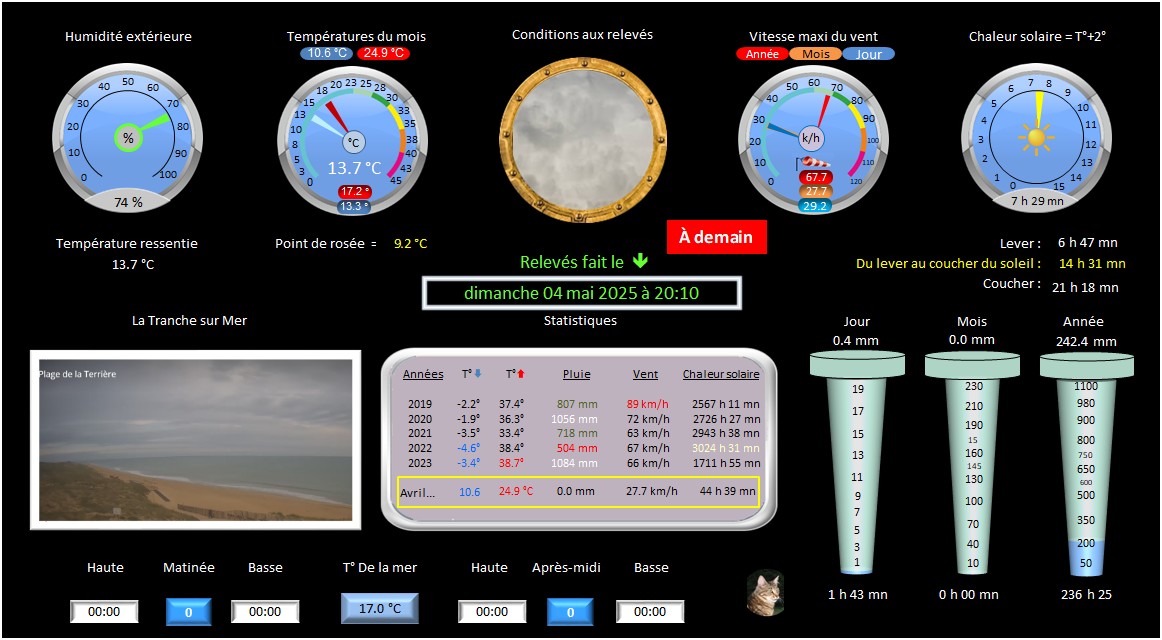 Humidité extérieure
Températures du mois
Conditions aux relevés
Vitesse maxi du vent
Chaleur solaire = T°+2°
10.6 °C 24.9 °C
Année Mois Jour
0 10 20 30 40 50 60 70 80 90 100
%
74 %
0 3 5 8 10 13 15 18 20 23 25 28 30 33 35 38 40 43 45
°C
13.7 °C
17.2 °
13.3 °
0 10 20 30 40 50 60 70 80 90 100 110 120
k/h
67.7
27.7
29.2
0 1 2 3 4 5 6 7 8 9 10 11 12 13 14 15
7 h 29 mn
Température ressentie
13.7 °C
Point de rosée = 9.2 °C
À demain
Relevés fait le
dimanche 04 mai 2025 à 20:10
Lever : 6 h 47 mn
Du lever au coucher du soleil : 14 h 31 mn
Coucher : 21 h 18 mn
La Tranche sur Mer
Plage de la Terrière
Statistiques
Années T° T° Pluie Vent Chaleur solaire
2019 -2.2° 37.4° 807 mm 89 km/h 2567 h 11 mn
2020 -1.9° 36.3° 1056 mm 72 km/h 2726 h 27 mn
2021 -3.5° 33.4° 718 mm 63 km/h 2943 h 38 mn
2022 -4.6° 38.4° 504 mm 67 km/h 3024 h 31 mn
2023 -3.4° 38.7° 1084 mm 66 km/h 1711 h 55 mn
Avril... 10.6 24.9 °C 0.0 mm 27.7 km/h 44 h 39 mn
Jour
0.4 mm
19
17
15
13
11
9
7
5
3
1
1 h 43 mn
Mois
0.0 mm
230
210
190
15
160
145
130
100
70
40
10
0 h 00 mn
Année
242.4 mm
1100
980
900
800
750
650
600
500
350
200
50
236 h 25
Haute Matinée Basse
00:00 0 00:00
T° De la mer
17.0 °C
Haute Après-midi Basse
00:00 0 00:00